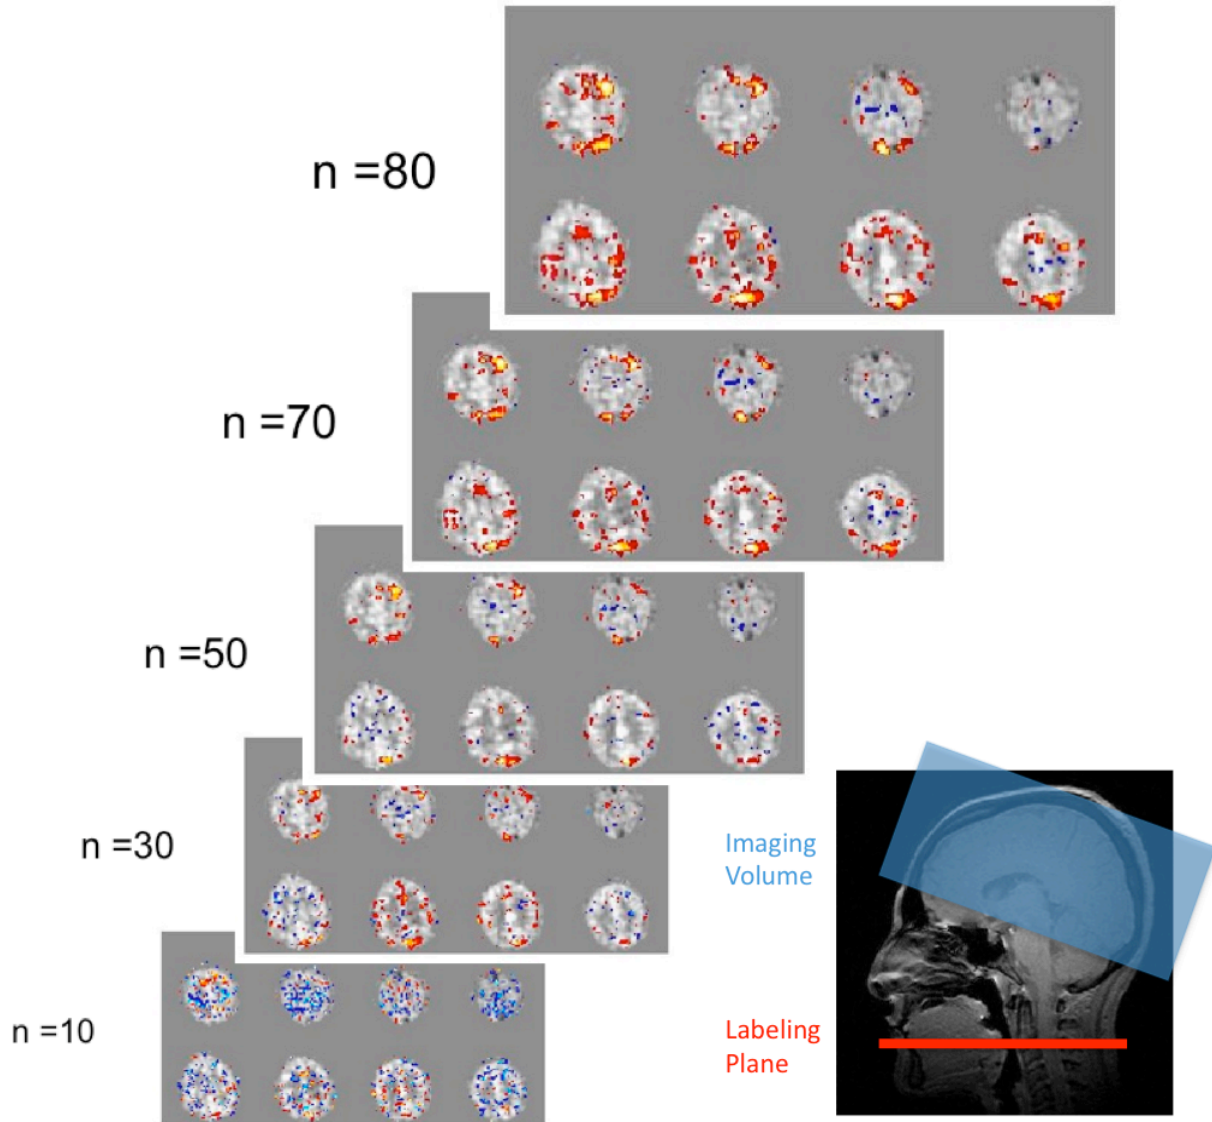 n =80
n =70
n =50
n =30
n =10
Imaging
Volume
Labeling
Plane